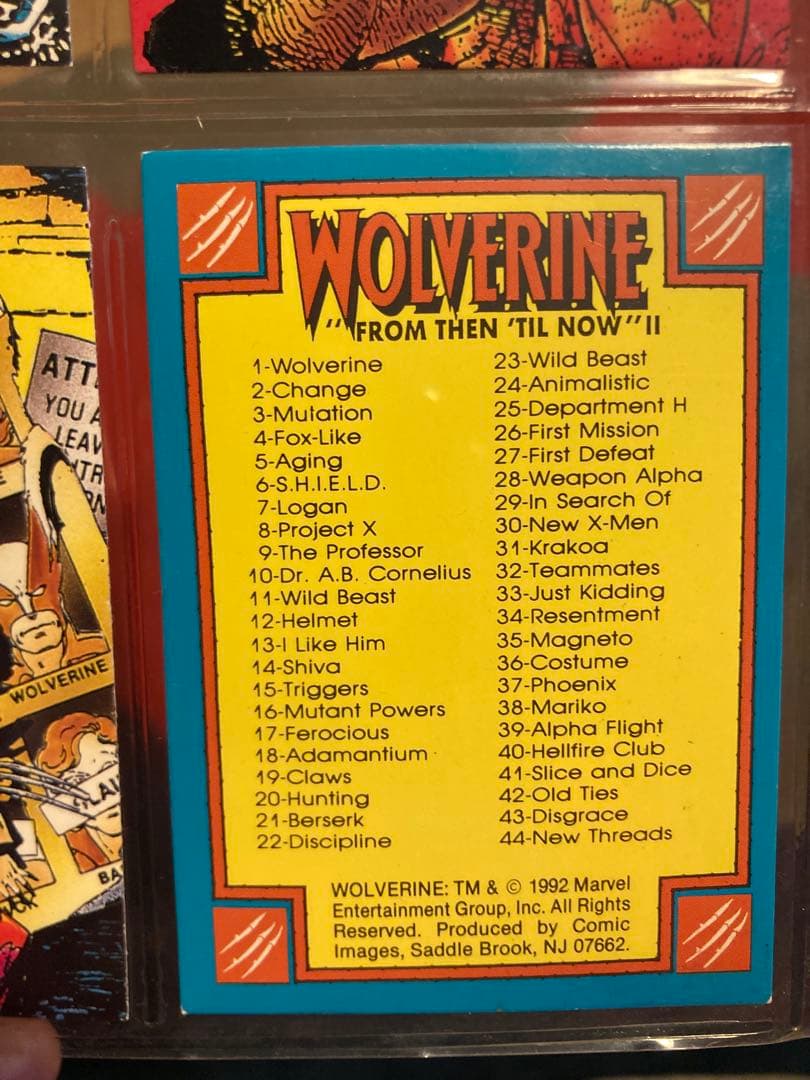 WOLVERINE
"FROM THEN 'TIL NOW" II
1-Wolverine
2-Change
3-Mutation
4-Fox-Like
5-Aging
6-S.H.I.E.L.D.
7-Logan
8-Project X
9-The Professor
10-Dr. A.B. Cornelius
11-Wild Beast
12-Helmet
13-I Like Him
14-Shiva
15-Triggers
16-Mutant Powers
17-Ferocious
18-Adamantium
19-Claws
20-Hunting
21-Berserk
22-Discipline
23-Wild Beast
24-Animalistic
25-Department H
26-First Mission
27-First Defeat
28-Weapon Alpha
29-In Search Of
30-New X-Men
31-Krakoa
32-Teammates
33-Just Kidding
34-Resentment
35-Magneto
36-Costume
37-Phoenix
38-Mariko
39-Alpha Flight
40-Hellfire Club
41-Slice and Dice
42-Old Ties
43-Disgrace
44-New Threads
WOLVERINE: TM & © 1992 Marvel
Entertainment Group, Inc. All Rights
Reserved. Produced by Comic
Images, Saddle Brook, NJ 07662.
YOU
WOLVERINE